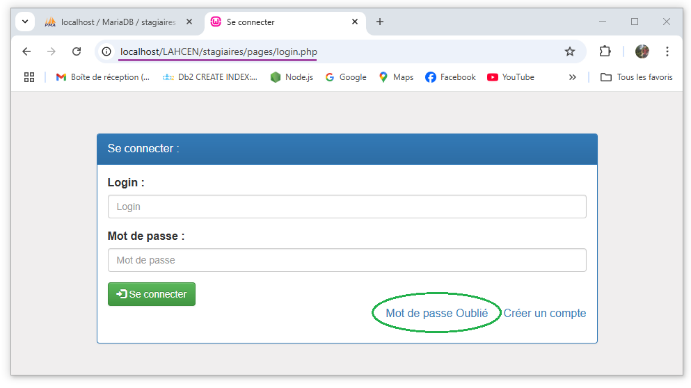 localhost / MariaDB / stagiaires
Se connecter
localhost/LAHCEN/stagiaires/pages/login.php
Boîte de réception (...
Db2 CREATE INDEX:...
Node.js
Google
Maps
Facebook
YouTube
Tous les favoris
Se connecter :
Login :
Login
Mot de passe :
Mot de passe
Se connecter
Mot de passe Oublié Créer un compte